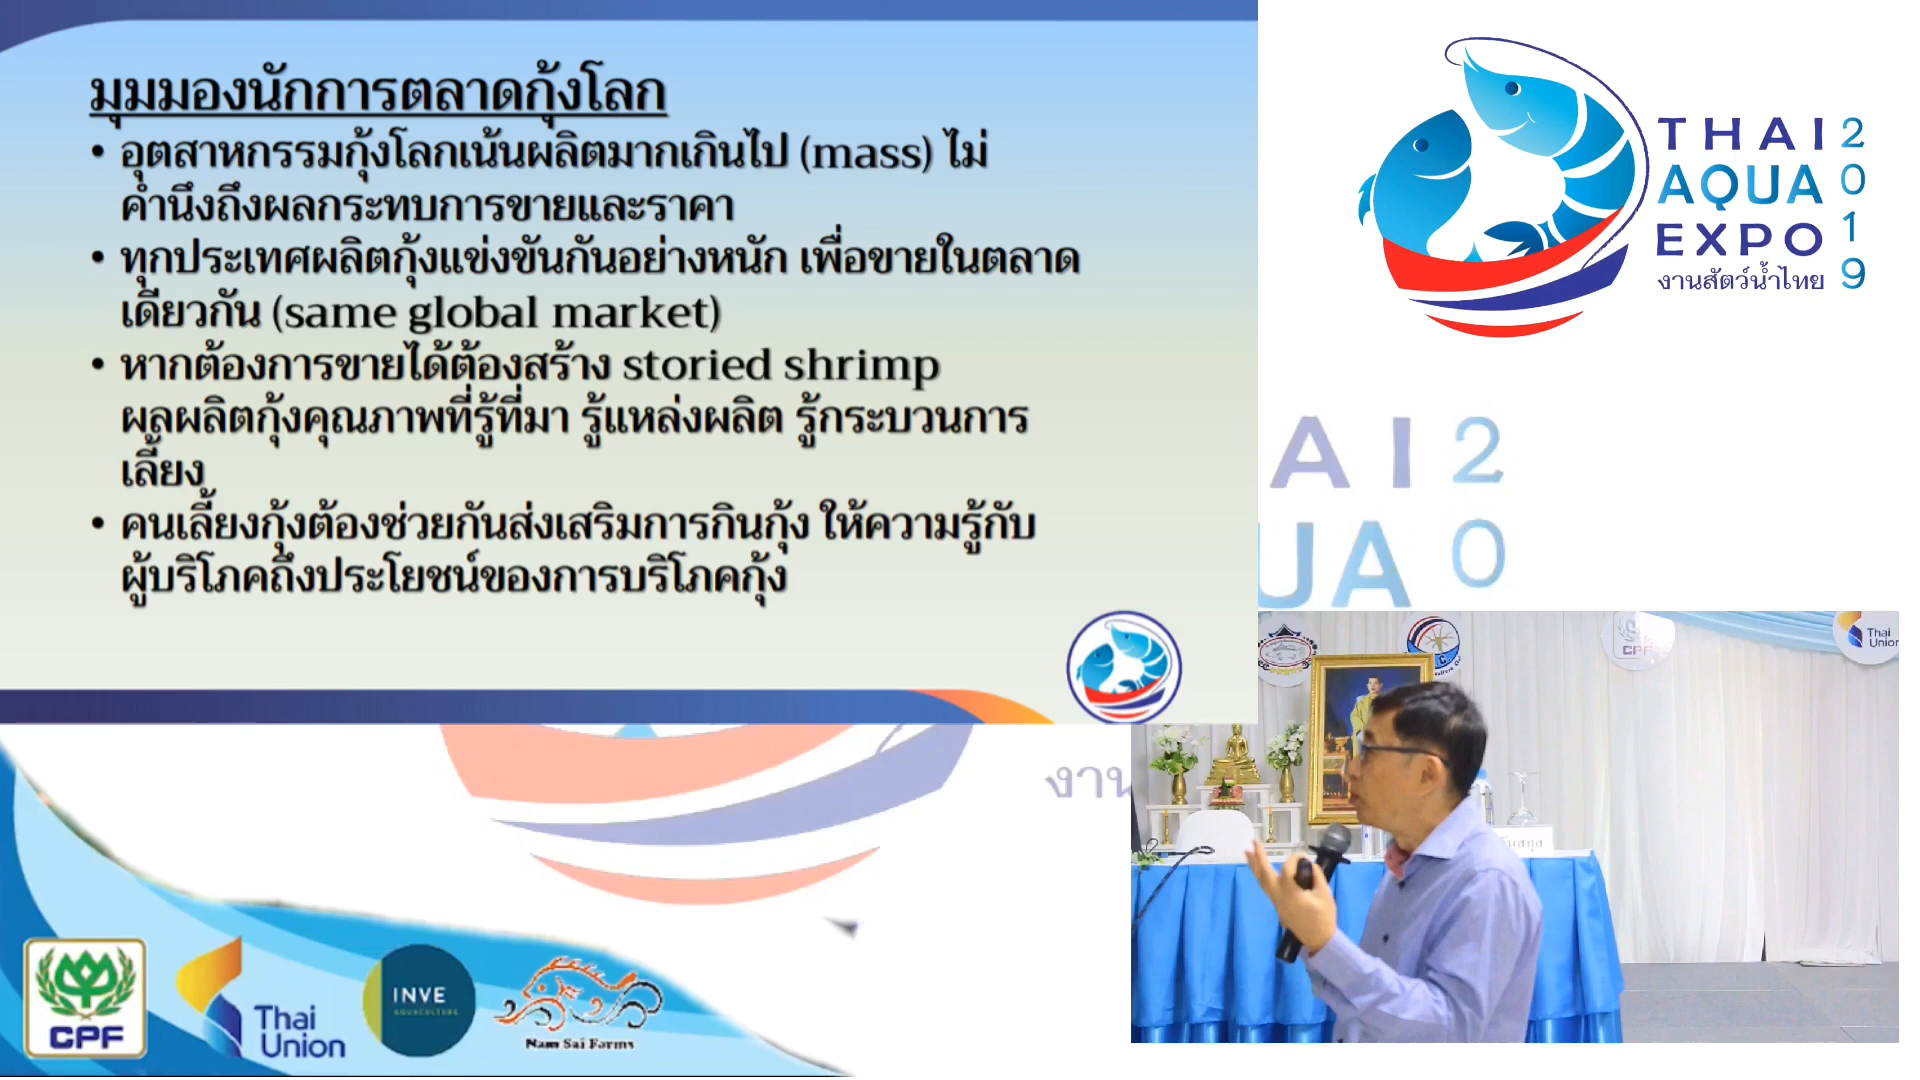 มุมมองนักการตลาดกุ้งโลก
• อุตสาหกรรมกุ้งโลกเน้นผลิตมากเกินไป (mass) ไม่
คำนึงถึงผลกระทบการขายและราคา
• ทุกประเทศผลิตกุ้งแข่งขันกันอย่างหนัก เพื่อขายในตลาด
เดียวกัน (same global market)
• หากต้องการขายได้ต้องสร้าง storied shrimp
ผลผลิตกุ้งคุณภาพที่รู้ที่มา รู้แหล่งผลิต รู้กระบวนการ
เลี้ยง
• คนเลี้ยงกุ้งต้องช่วยกันส่งเสริมการกินกุ้ง ให้ความรู้กับ
ผู้บริโภคถึงประโยชน์ของการบริโภคกุ้ง
THAI
AQUA
EXPO
2019
งานสัตว์น้ำไทย
AI 2
UA 0
งาน
CPF
Thai
Union
CPF
Thai
Union
INVE
AQUACULTURE
Nam Sai Farms